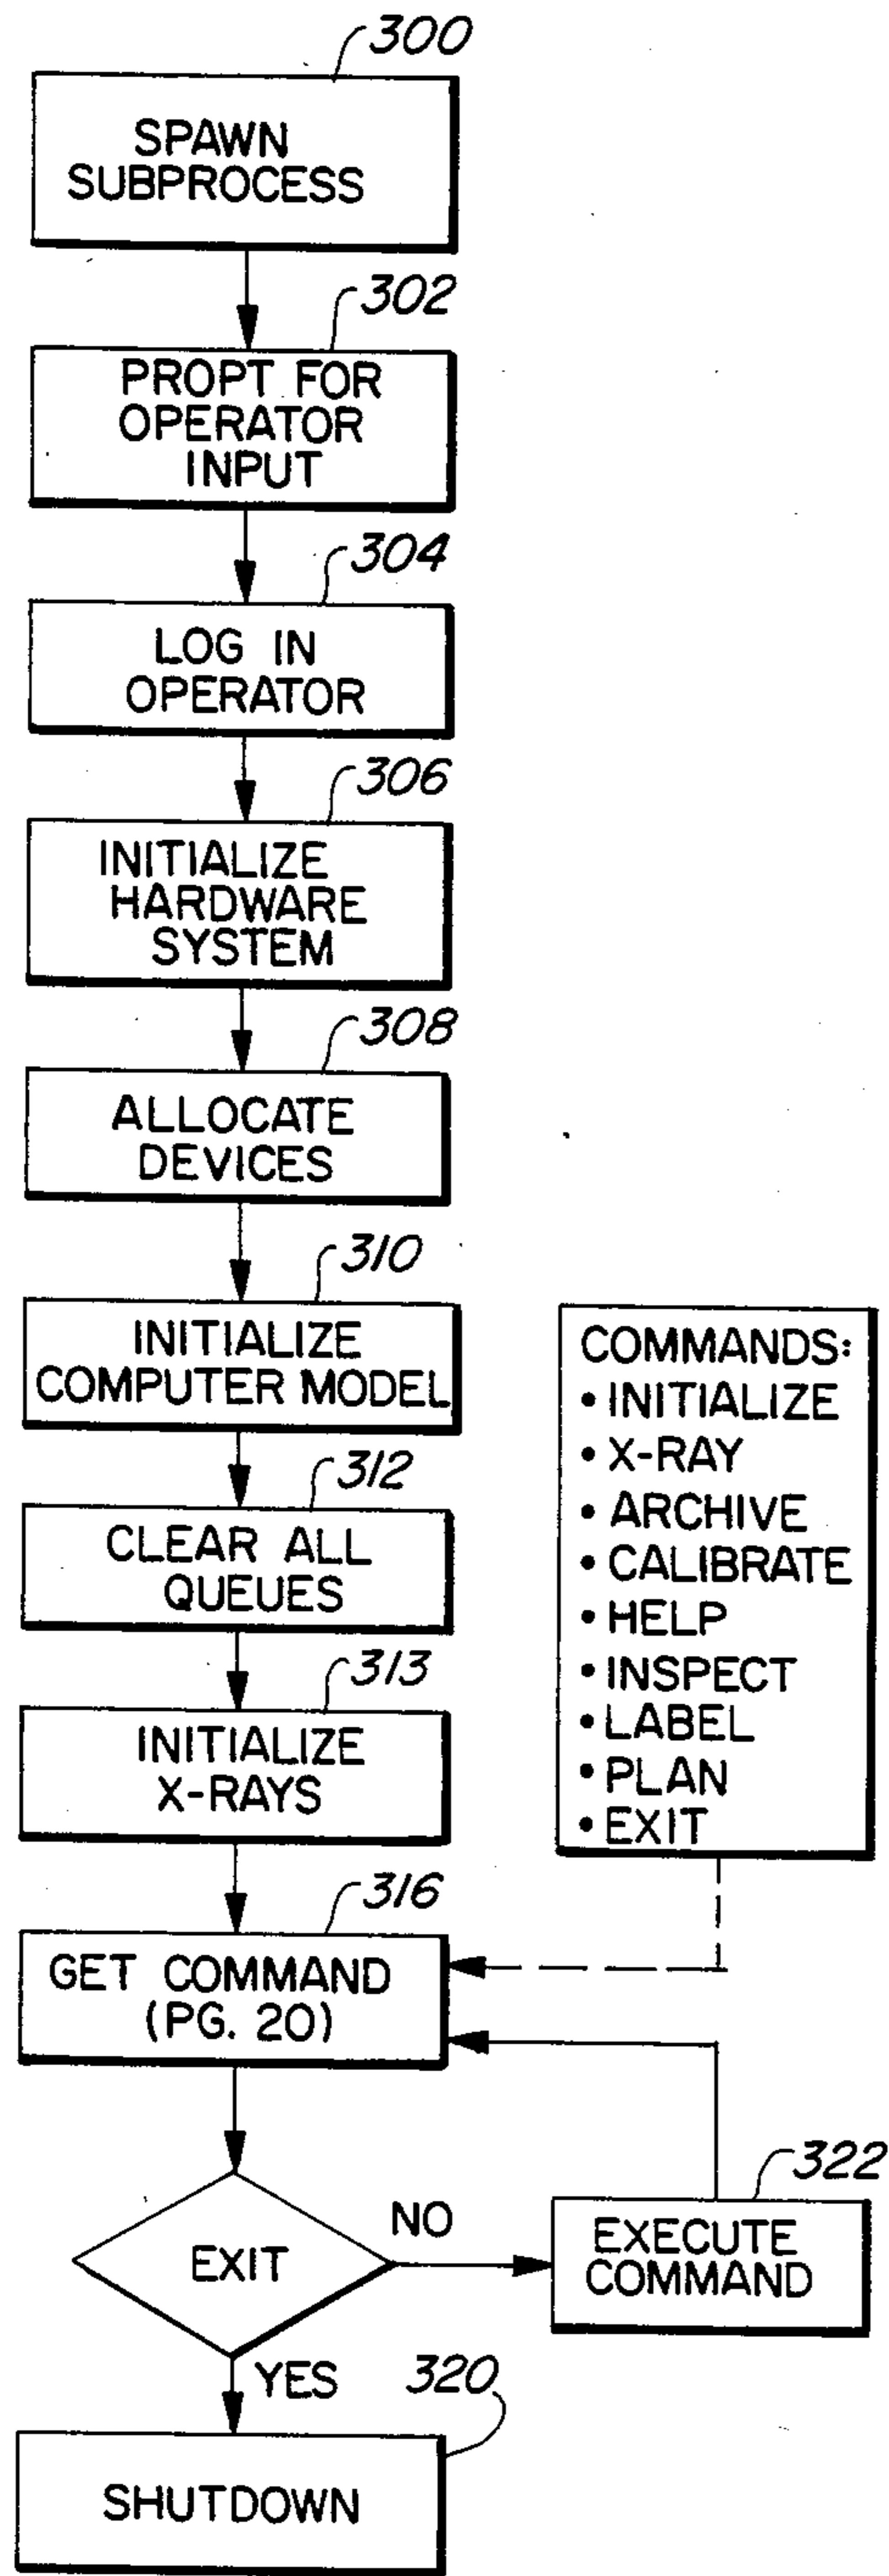 300
SPAWN
SUBPROCESS
302
PROPT FOR
OPERATOR
INPUT
304
LOG IN
OPERATOR
306
INITIALIZE
HARDWARE
SYSTEM
308
ALLOCATE
DEVICES
310
INITIALIZE
COMPUTER MODEL
312
CLEAR ALL
QUEUES
313
INITIALIZE
X-RAYS
COMMANDS:
• INITIALIZE
• X-RAY
• ARCHIVE
• CALIBRATE
• HELP
• INSPECT
• LABEL
• PLAN
• EXIT
316
GET COMMAND
(PG. 20)
EXIT
NO
322
EXECUTE
COMMAND
YES
320
SHUTDOWN